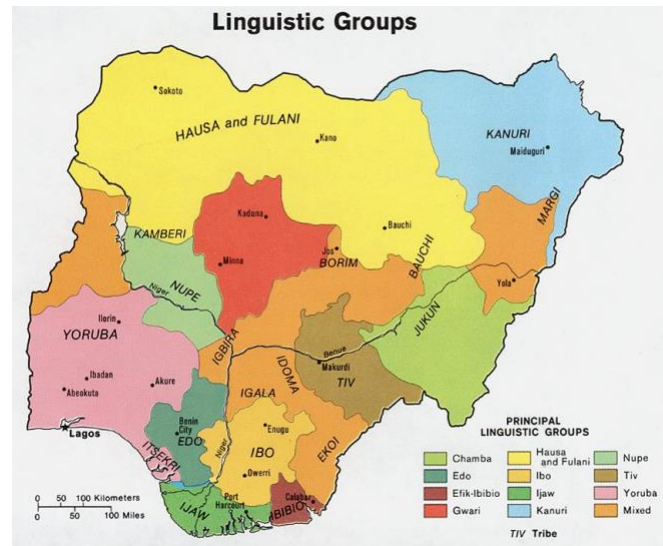 Linguistic Groups
Sokoto
HAUSA and FULANI
Kano
KANURI
Maiduguri
MARGI
Kaduna
KAMBERI
Bauchi
Jos
BORIM
BAUCHI
Minna
NUPE
Niger
Yola
JUKUN
Ilorin
YORUBA
IGBIRA
Benue
Makurdi
TIV
IDOMA
IGALA
Ibadan
Abeokuta
Akure
Benin
City
EDO
Enugu
IBO
Niger
EKOI
Lagos
ITSEKRI
Owerri
IJAW
Port
Harcourt
IBIBIO
Calabar
0 50 100 Kilometers
0 50 100 Miles
PRINCIPAL
LINGUISTIC GROUPS
Chamba
Edo
Efik-Ibibio
Gwari
Hausa
and Fulani
Ibo
Ijaw
Kanuri
Nupe
Tiv
Yoruba
Mixed
TIV Tribe